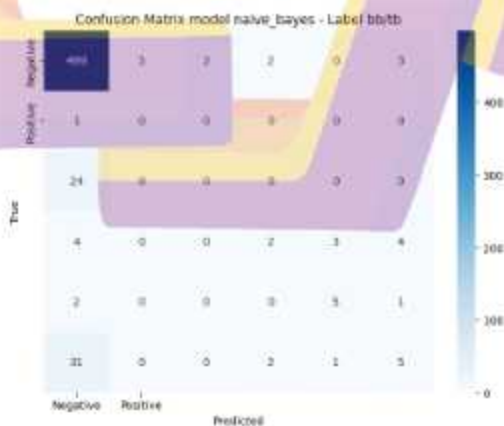 Confusion Matrix model naive_bayes - Label bb/tb
Negative 3 2 2 0 3
Positive 1 0 0 0 0 0
24 0 0 0 0 0
4 0 0 2 3 4
2 0 0 0 5 1
31 0 0 2 1 5
Negative Positive
Predicted
True
400
300
200
100
0